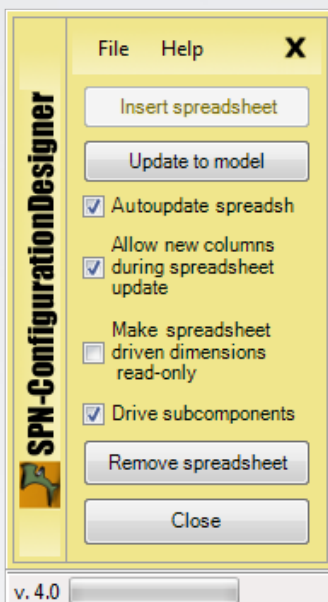 File Help X
SPN-ConfigurationDesigner
Insert spreadsheet
Update to model
Autoupdate spreadsh
Allow new columns
during spreadsheet
update
Make spreadsheet
driven dimensions
read-only
Drive subcomponents
Remove spreadsheet
Close
v. 4.0